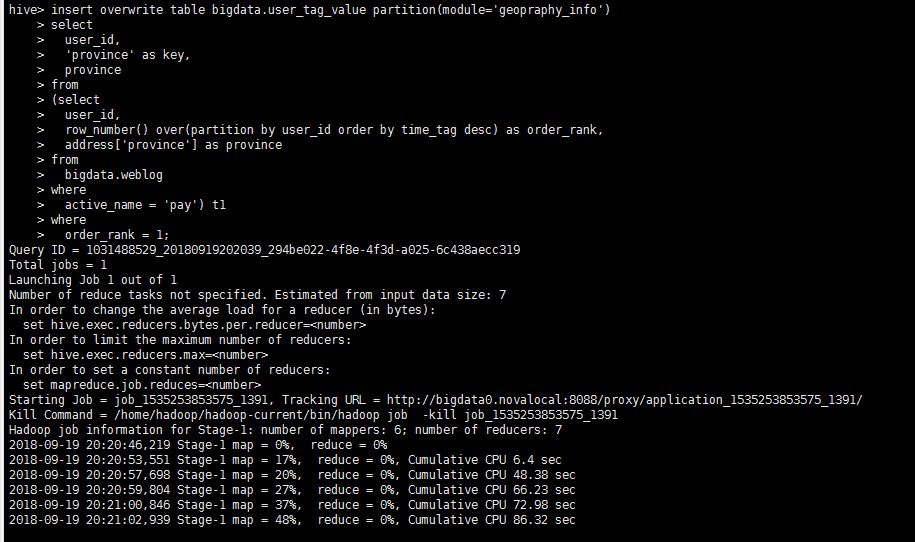 hive> insert overwrite table bigdata.user_tag_value partition(module='geopraphy_info')
    > select
    >   user_id,
    >   'province' as key,
    >   province
    > from
    > (select
    >   user_id,
    >   row_number() over(partition by user_id order by time_tag desc) as order_rank,
    >   address['province'] as province
    > from
    >   bigdata.weblog
    > where
    >   active_name = 'pay') t1
    > where
    >   order_rank = 1;
Query ID = 1031488529_20180919202039_294be022-4f8e-4f3d-a025-6c438aecc319
Total jobs = 1
Launching Job 1 out of 1
Number of reduce tasks not specified. Estimated from input data size: 7
In order to change the average load for a reducer (in bytes):
  set hive.exec.reducers.bytes.per.reducer=<number>
In order to limit the maximum number of reducers:
  set hive.exec.reducers.max=<number>
In order to set a constant number of reducers:
  set mapreduce.job.reduces=<number>
Starting Job = job_1535253853575_1391, Tracking URL = http://bigdata0.novalocal:8088/proxy/application_1535253853575_1391/
Kill Command = /home/hadoop/hadoop-current/bin/hadoop job  -kill job_1535253853575_1391
Hadoop job information for Stage-1: number of mappers: 6; number of reducers: 7
2018-09-19 20:20:46,219 Stage-1 map = 0%,  reduce = 0%
2018-09-19 20:20:53,551 Stage-1 map = 17%,  reduce = 0%, Cumulative CPU 6.4 sec
2018-09-19 20:20:57,698 Stage-1 map = 20%,  reduce = 0%, Cumulative CPU 48.38 sec
2018-09-19 20:20:59,804 Stage-1 map = 27%,  reduce = 0%, Cumulative CPU 66.23 sec
2018-09-19 20:21:00,846 Stage-1 map = 37%,  reduce = 0%, Cumulative CPU 72.98 sec
2018-09-19 20:21:02,939 Stage-1 map = 48%,  reduce = 0%, Cumulative CPU 86.32 sec